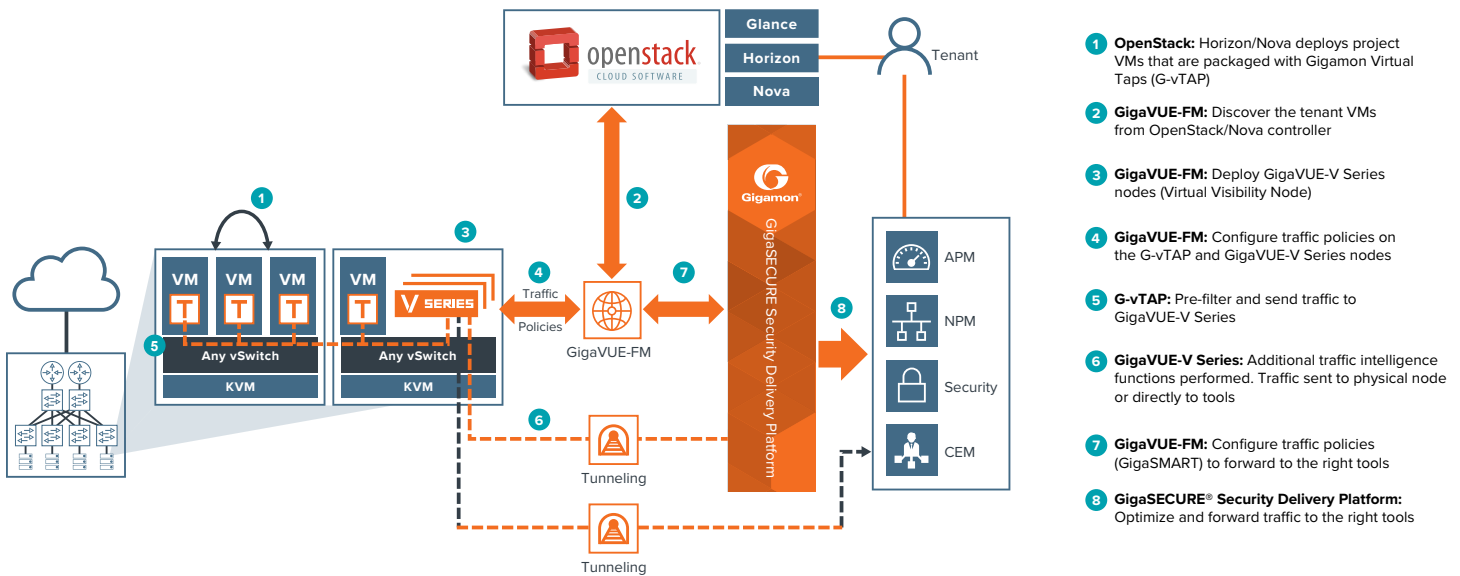 Glance
openstack
CLOUD SOFTWARE
Horizon
Nova
Tenant
1
2
3
VM
VM
VM
VM
T
T
T
T
V SERIES
4
Traffic
Policies
7
GigaVUE-FM
5
Any vSwitch
Any vSwitch
KVM
KVM
Gigamon®
GigaSECURE Security Delivery Platform
8
APM
NPM
Security
CEM
6
Tunneling
Tunneling
1 OpenStack: Horizon/Nova deploys project
VMs that are packaged with Gigamon Virtual
Taps (G-vTAP)
2 GigaVUE-FM: Discover the tenant VMs
from OpenStack/Nova controller
3 GigaVUE-FM: Deploy GigaVUE-V Series
nodes (Virtual Visibility Node)
4 GigaVUE-FM: Configure traffic policies on
the G-vTAP and GigaVUE-V Series nodes
5 G-vTAP: Pre-filter and send traffic to
GigaVUE-V Series
6 GigaVUE-V Series: Additional traffic intelligence
functions performed. Traffic sent to physical node
or directly to tools
7 GigaVUE-FM: Configure traffic policies
(GigaSMART) to forward to the right tools
8 GigaSECURE® Security Delivery Platform:
Optimize and forward traffic to the right tools